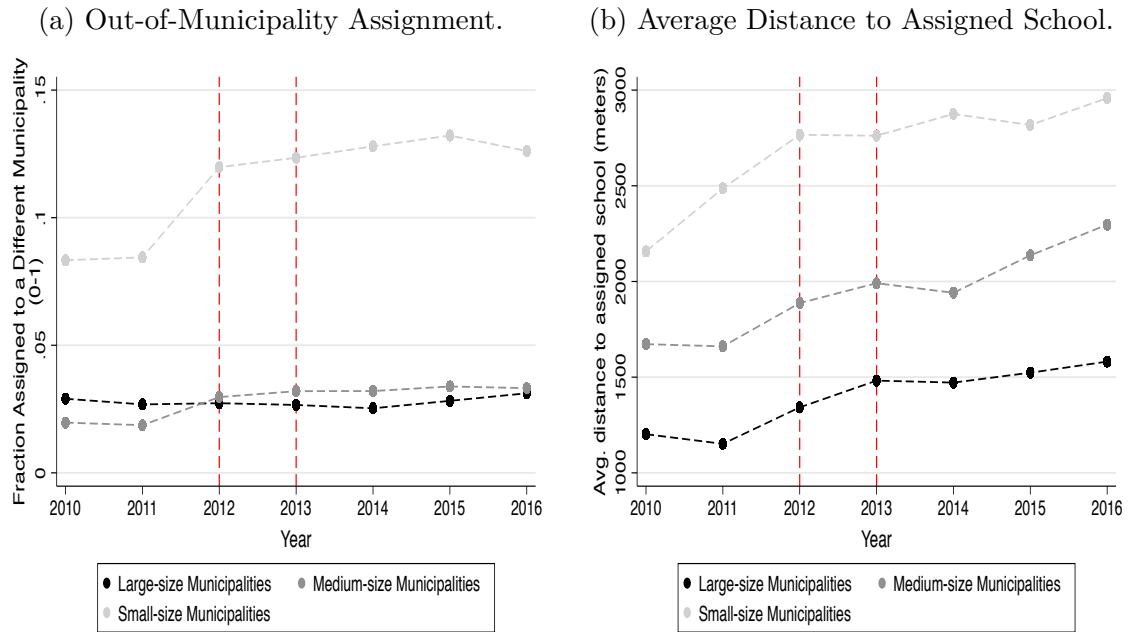 (a) Out-of-Municipality Assignment.
Fraction Assigned to a Different Municipality
(0-1)
.15
.1
.05
0
2010 2011 2012 2013 2014 2015 2016
Year
Large-size Municipalities Medium-size Municipalities
Small-size Municipalities
(b) Average Distance to Assigned School.
Avg. distance to assigned school (meters)
3000
2500
2000
1500
1000
2010 2011 2012 2013 2014 2015 2016
Year
Large-size Municipalities Medium-size Municipalities
Small-size Municipalities